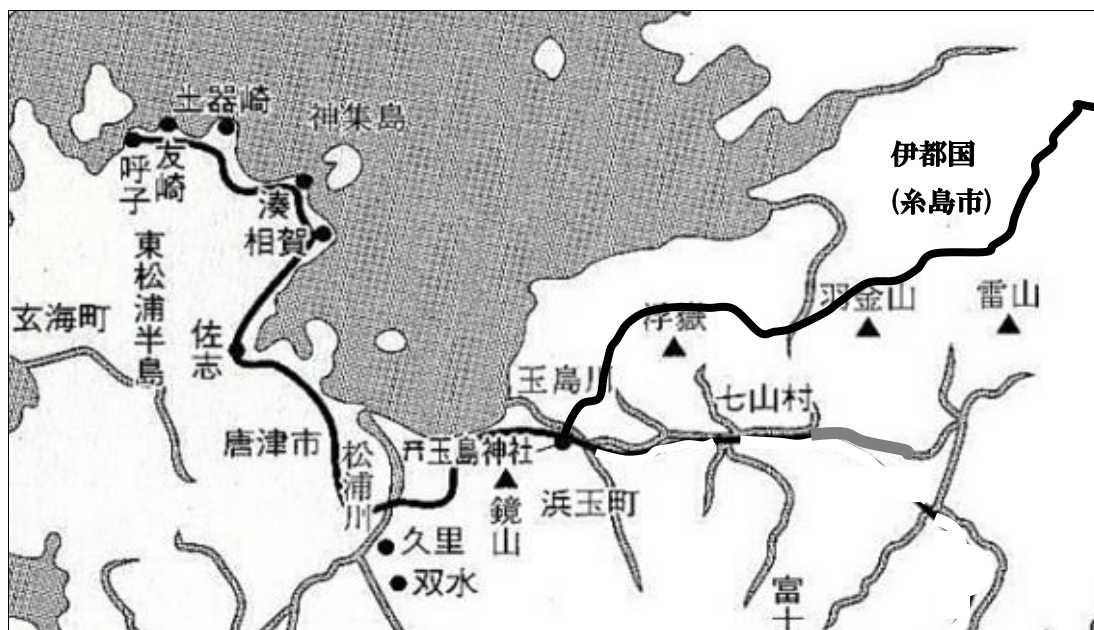 土器崎
神集島
友崎
呼子
湊
相賀
東松浦半島
玄海町
佐志
唐津市
松浦川
玉島川
玉島神社
鏡山
浜玉町
久里
双水
浮嶽
七山村
羽金山
雷山
伊都国
(糸島市)
富士